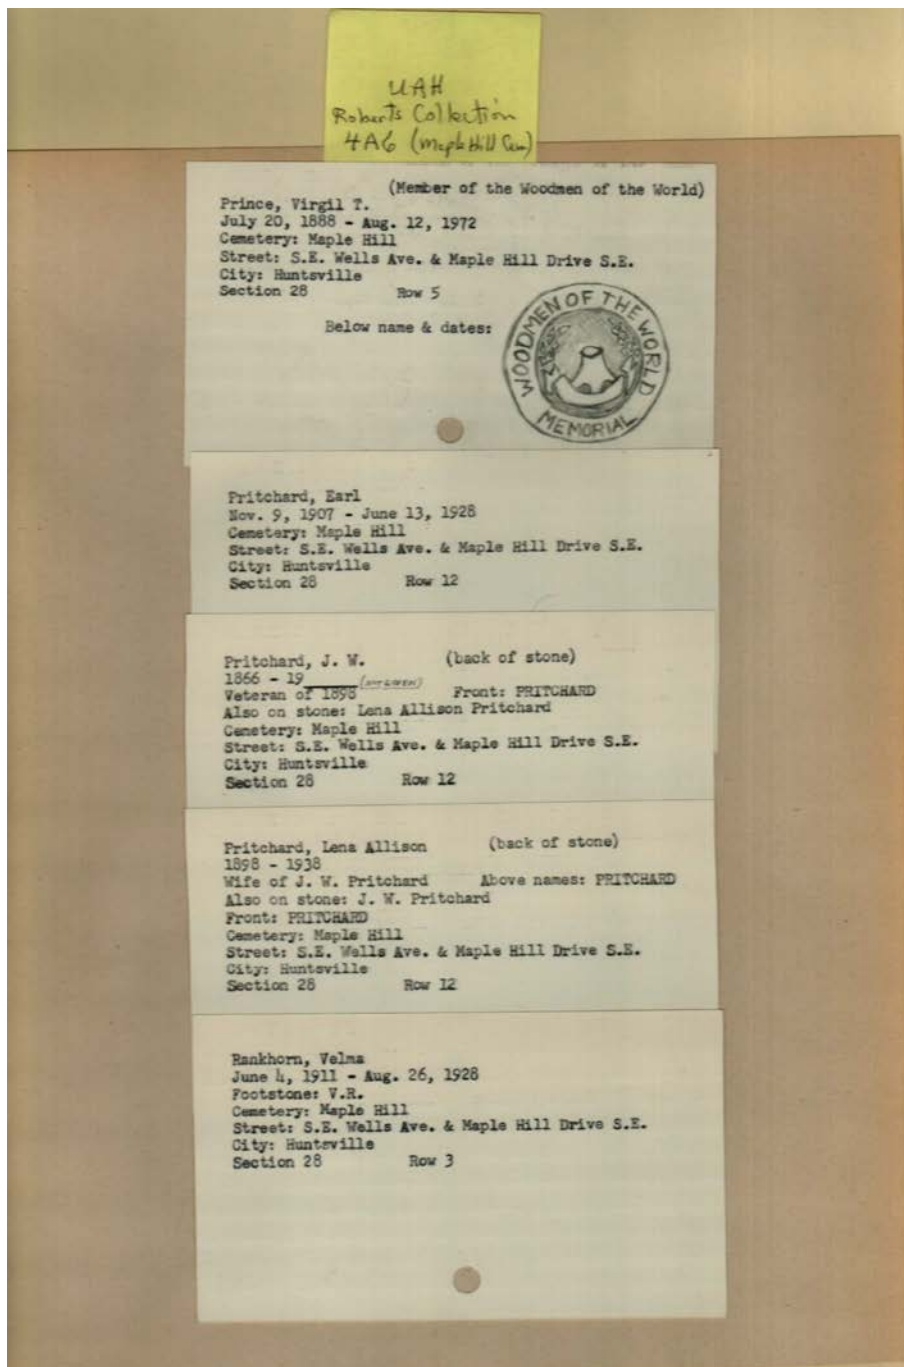 UAH
Roberts Collection
4A6 (Maple Hill Cem)
(Member of the Woodmen of the World)
Prince, Virgil T.
July 20, 1888 - Aug. 12, 1972
Cemetery: Maple Hill
Street: S.E. Wells Ave. & Maple Hill Drive S.E.
City: Huntsville
Section 28 Row 5
Below name & dates:
WOODMEN OF THE WORLD
MEMORIAL
Pritchard, Earl
Nov. 9, 1907 - June 13, 1928
Cemetery: Maple Hill
Street: S.E. Wells Ave. & Maple Hill Drive S.E.
City: Huntsville
Section 28 Row 12
Pritchard, J. W. (back of stone)
1866 - 19____ (NOT GIVEN)
Veteran of 1898 Front: PRITCHARD
Also on stone: Lena Allison Pritchard
Cemetery: Maple Hill
Street: S.E. Wells Ave. & Maple Hill Drive S.E.
City: Huntsville
Section 28 Row 12
Pritchard, Lena Allison (back of stone)
1898 - 1938
Wife of J. W. Pritchard Above names: PRITCHARD
Also on stone: J. W. Pritchard
Front: PRITCHARD
Cemetery: Maple Hill
Street: S.E. Wells Ave. & Maple Hill Drive S.E.
City: Huntsville
Section 28 Row 12
Rankhorn, Velma
June 4, 1911 - Aug. 26, 1928
Footstone: V.R.
Cemetery: Maple Hill
Street: S.E. Wells Ave. & Maple Hill Drive S.E.
City: Huntsville
Section 28 Row 3